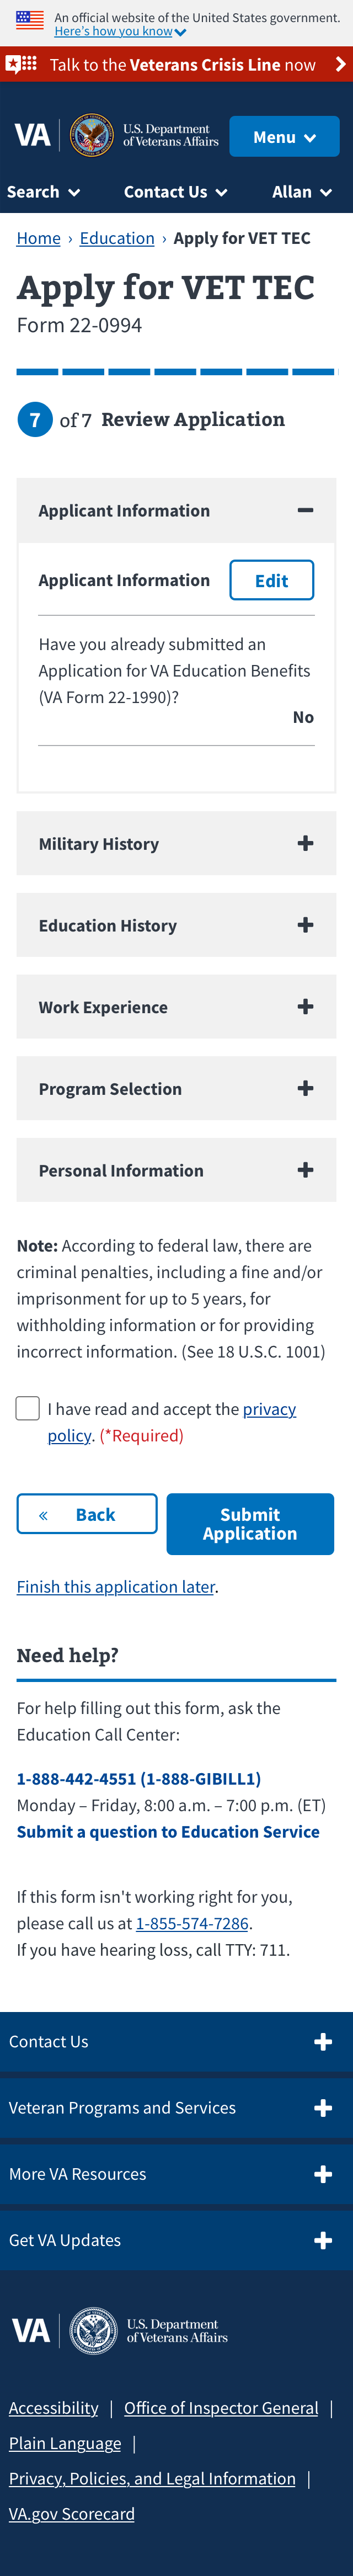 An official website of the United States government.
Here's how you know
Talk to the Veterans Crisis Line now
VA
U.S. Department
of Veterans Affairs
Menu
Search
Contact Us
Allan
Home › Education › Apply for VET TEC
Apply for VET TEC
Form 22-0994
7 of 7 Review Application
Applicant Information
Applicant Information
Edit
Have you already submitted an
Application for VA Education Benefits
(VA Form 22-1990)?
No
Military History
Education History
Work Experience
Program Selection
Personal Information
Note: According to federal law, there are
criminal penalties, including a fine and/or
imprisonment for up to 5 years, for
withholding information or for providing
incorrect information. (See 18 U.S.C. 1001)
I have read and accept the privacy
policy. (*Required)
« Back
Submit
Application
Finish this application later.
Need help?
For help filling out this form, ask the
Education Call Center:
1-888-442-4551 (1-888-GIBILL1)
Monday – Friday, 8:00 a.m. – 7:00 p.m. (ET)
Submit a question to Education Service
If this form isn't working right for you,
please call us at 1-855-574-7286.
If you have hearing loss, call TTY: 711.
Contact Us
Veteran Programs and Services
More VA Resources
Get VA Updates
VA
U.S. Department
of Veterans Affairs
Accessibility | Office of Inspector General |
Plain Language |
Privacy, Policies, and Legal Information |
VA.gov Scorecard